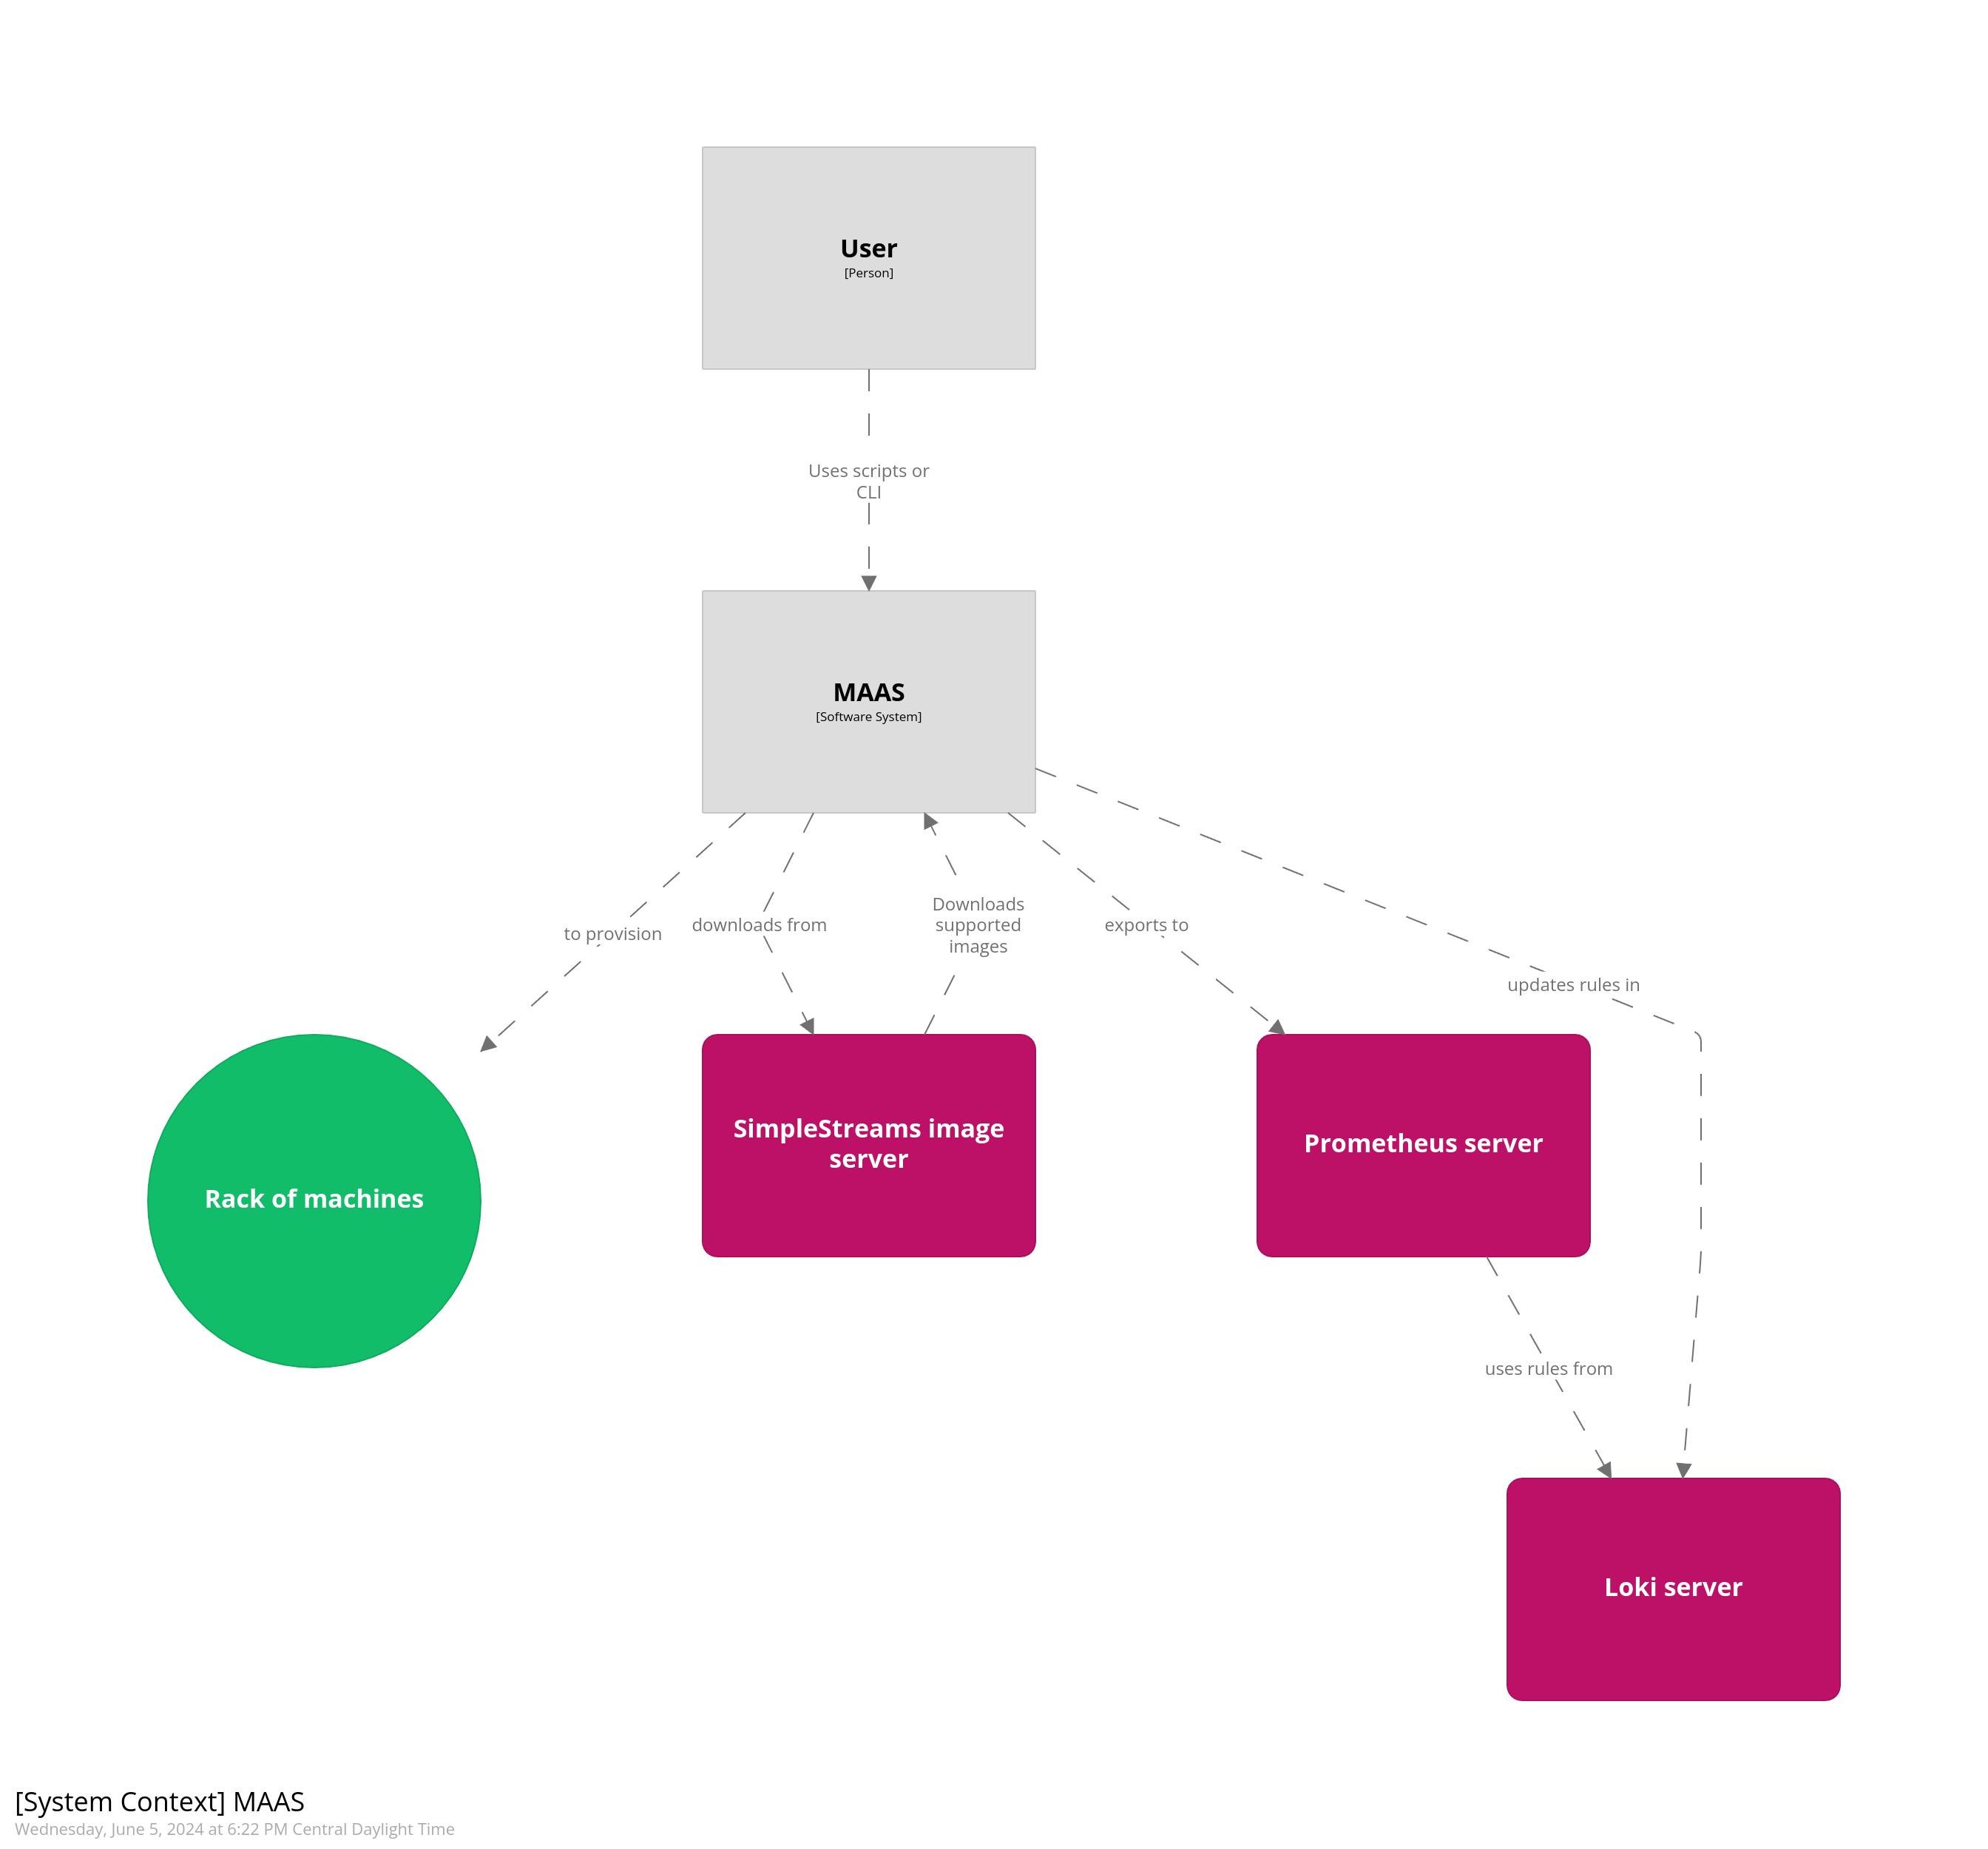 User
[Person]
Uses scripts or
CLI
MAAS
[Software System]
to provision
downloads from
Downloads
supported
images
exports to
updates rules in
Rack of machines
SimpleStreams image
server
Prometheus server
uses rules from
Loki server
[System Context] MAAS
Wednesday, June 5, 2024 at 6:22 PM Central Daylight Time